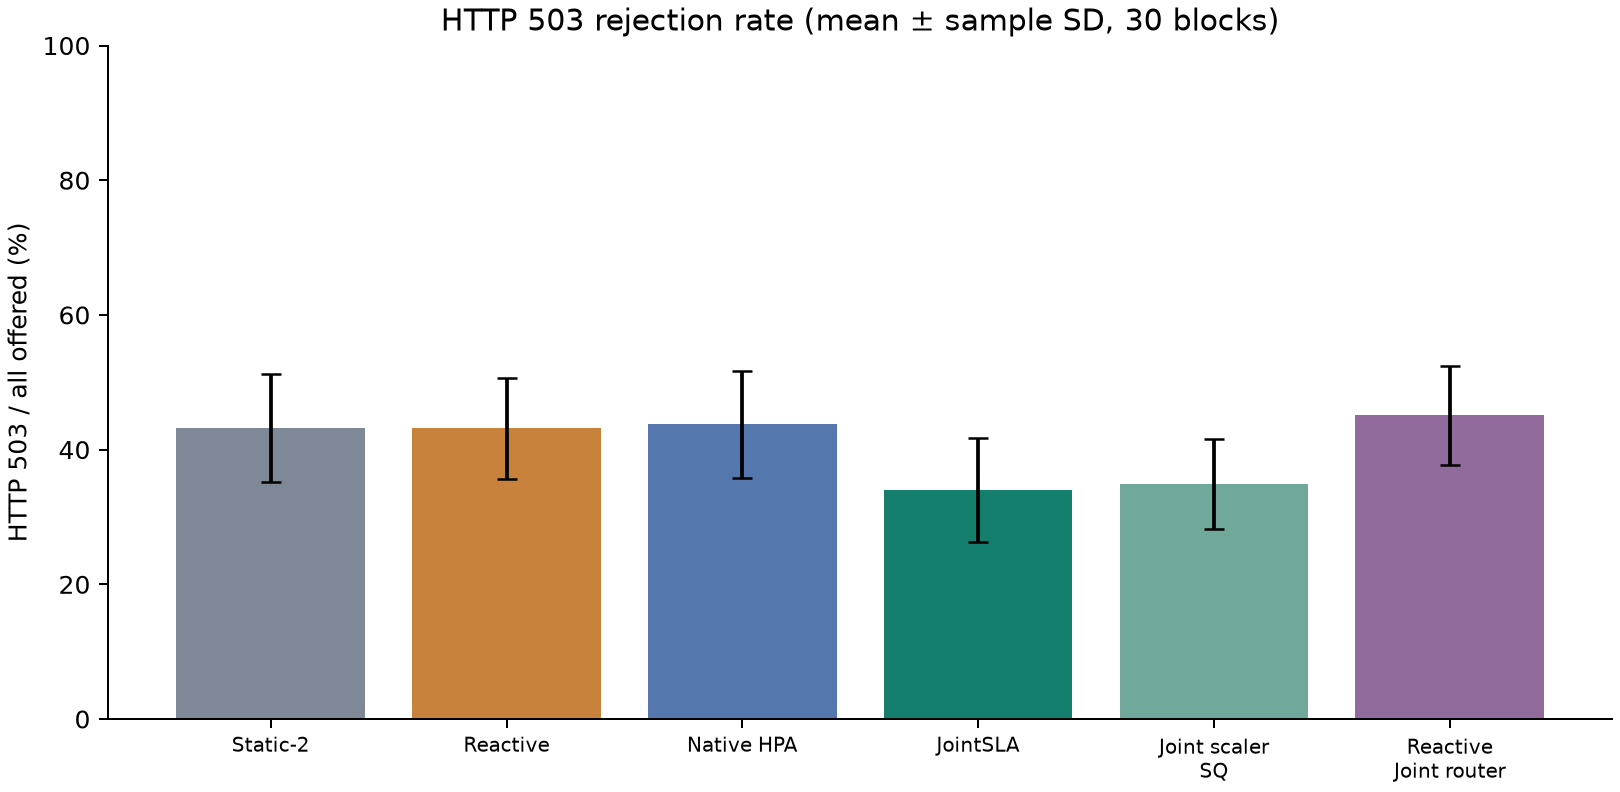 HTTP 503 rejection rate (mean ± sample SD, 30 blocks)
HTTP 503 / all offered (%)
100
80
60
40
20
0
Static-2
Reactive
Native HPA
JointSLA
Joint scaler
SQ
Reactive
Joint router